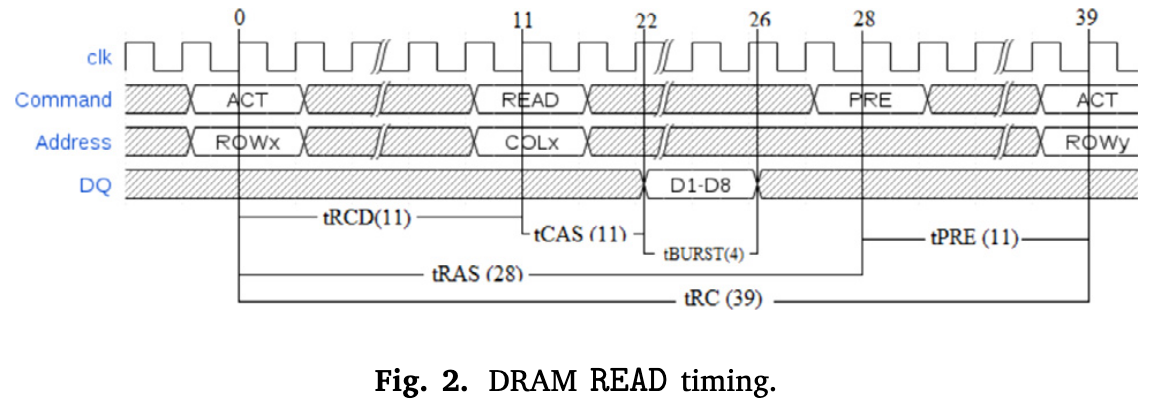 0 11 22 26 28 39
clk
Command ACT READ PRE ACT
Address ROWx COLx ROWy
DQ D1-D8
tRCD(11)
tCAS (11)
tPRE (11)
tBURST(4)
tRAS (28)
tRC (39)
Fig. 2. DRAM READ timing.